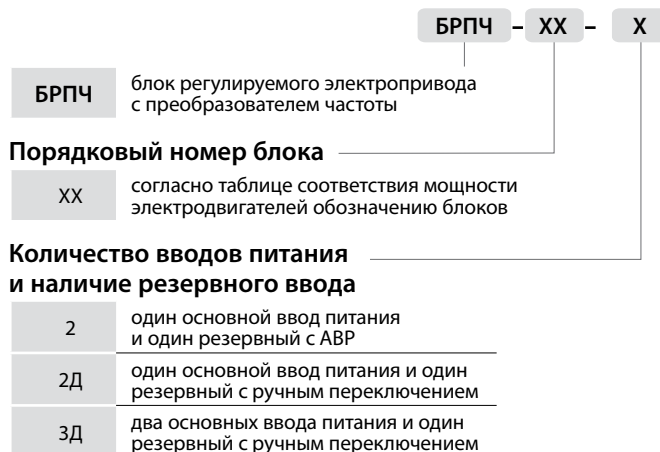 БРПЧ – XX – X
БРПЧ
блок регулируемого электропривода
с преобразователем частоты
Порядковый номер блока
XX
согласно таблице соответствия мощности
электродвигателей обозначению блоков
Количество вводов питания
и наличие резервного ввода
2
один основной ввод питания
и один резервный с АВР
2Д
один основной ввод питания и один
резервный с ручным переключением
3Д
два основных ввода питания и один
резервный с ручным переключением